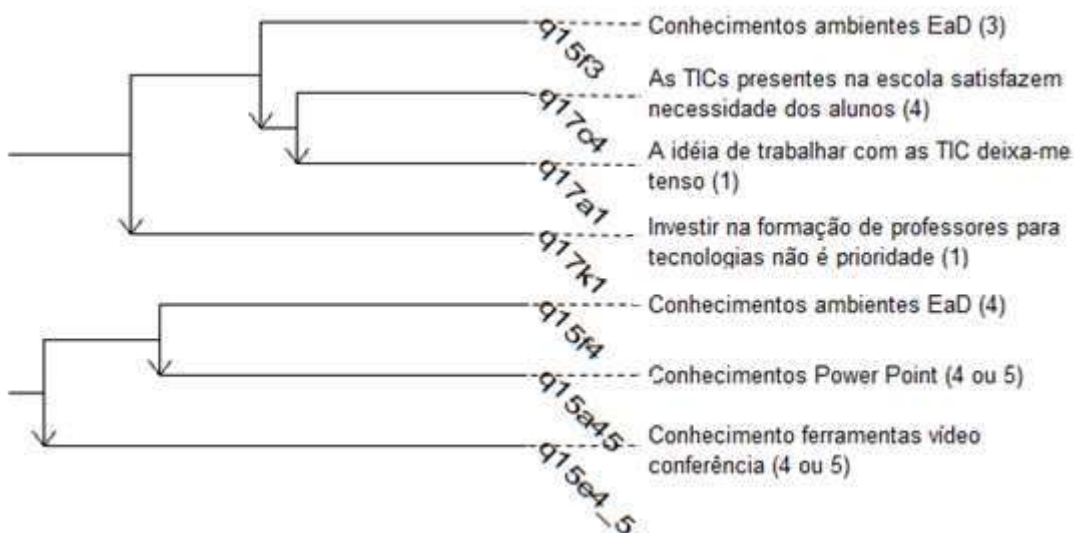 q15f3
Conhecimentos ambientes EaD (3)
q17c4
As TICs presentes na escola satisfazem
necessidade dos alunos (4)
q17a1
A idéia de trabalhar com as TIC deixa-me
tenso (1)
q17k1
Investir na formação de professores para
tecnologias não é prioridade (1)
q15f4
Conhecimentos ambientes EaD (4)
q15a45
Conhecimentos Power Point (4 ou 5)
q15e4_5
Conhecimento ferramentas vídeo
conferência (4 ou 5)